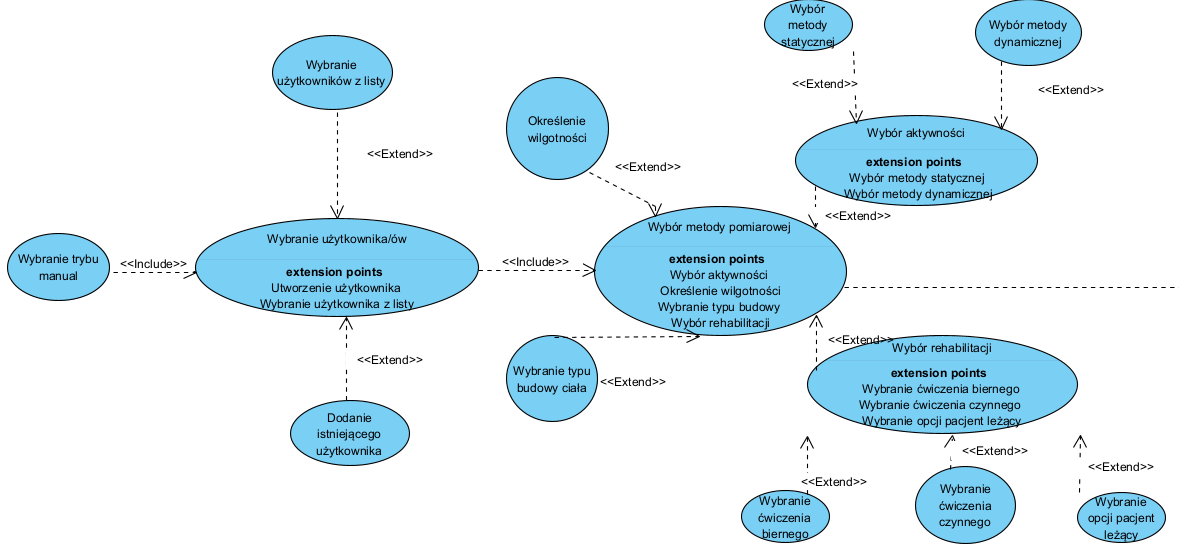 Wybór
metody
statycznej
Wybór metody
dynamicznej
<<Extend>>
<<Extend>>
Wybranie
użytkowników z listy
<<Extend>>
Określenie
wilgotności
<<Extend>>
Wybór aktywności
extension points
Wybór metody statycznej
Wybór metody dynamicznej
<<Extend>>
Wybranie trybu
manual
<<Include>>
Wybranie użytkownika/ów
extension points
Utworzenie użytkownika
Wybranie użytkownika z listy
<<Include>>
Wybór metody pomiarowej
extension points
Wybór aktywności
Określenie wilgotności
Wybranie typu budowy
Wybór rehabilitacji
<<Extend>>
Dodanie
istniejącego
użytkownika
Wybranie typu
budowy ciała
<<Extend>>
<<Extend>>
Wybór rehabilitacji
extension points
Wybranie ćwiczenia biernego
Wybranie ćwiczenia czynnego
Wybranie opcji pacjent leżący
<<Extend>>
<<Extend>>
<<Extend>>
Wybranie
ćwiczenia
biernego
Wybranie
ćwiczenia
czynnego
Wybranie
opcji pacjent
leżący